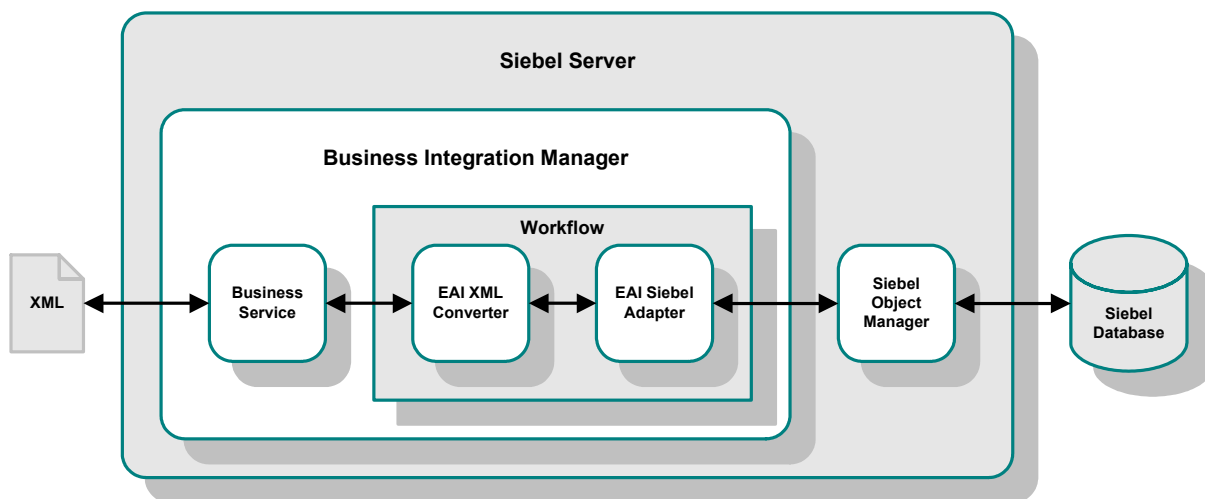 Siebel Server
Business Integration Manager
Workflow
XML
Business
Service
EAI XML
Converter
EAI Siebel
Adapter
Siebel
Object
Manager
Siebel
Database